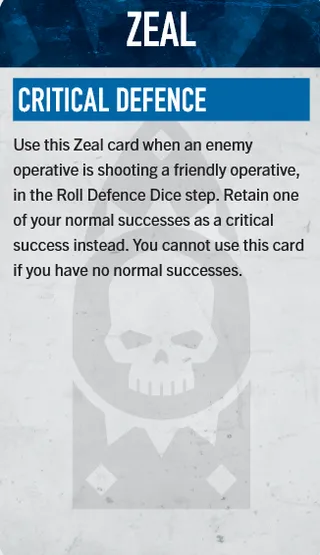 ZEAL
CRITICAL DEFENCE
Use this Zeal card when an enemy
operative is shooting a friendly operative,
in the Roll Defence Dice step. Retain one
of your normal successes as a critical
success instead. You cannot use this card
if you have no normal successes.